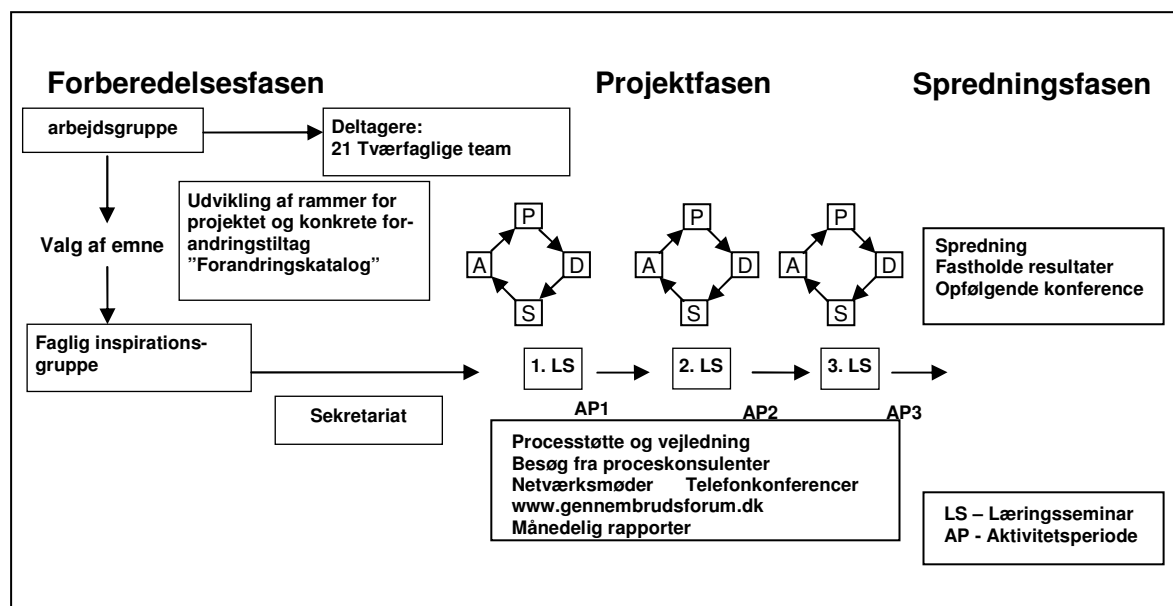 Forberedelsesfasen
arbejdsgruppe
Deltagere:
21 Tværfaglige team
Udvikling af rammer for
projektet og konkrete for-
andringstiltag
”Forandringskatalog”
Valg af emne
Faglig inspirations-
gruppe
Sekretariat
Projektfasen
P
A
D
S
P
A
D
S
P
A
D
S
1. LS
2. LS
3. LS
AP1
AP2
AP3
Processtøtte og vejledning
Besøg fra proceskonsulenter
Netværksmøder Telefonkonferencer
www.gennembrudsforum.dk
Månedelig rapporter
Spredningsfasen
Spredning
Fastholde resultater
Opfølgende konference
LS – Læringsseminar
AP - Aktivitetsperiode